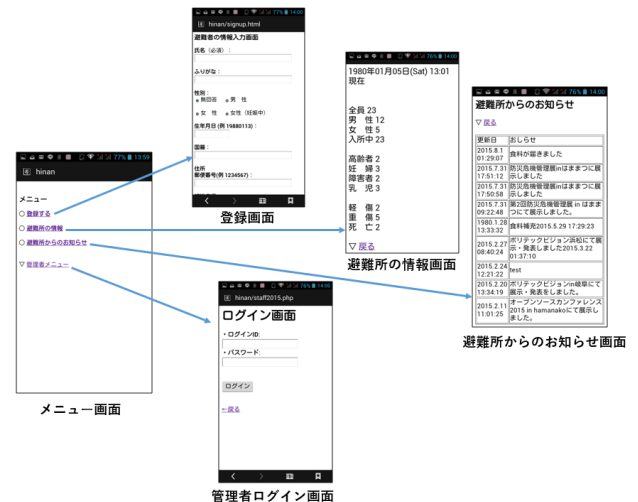 77% 13:59
hinan
メニュー
○ 登録する
○ 避難所の情報
○ 避難所からのお知らせ
▽ 管理者メニュー
メニュー画面
77% 14:00
hinan/signup.html
避難者の情報入力画面
氏名（必須）：
ふりがな：
性別：
無回答 男 性
女 性 女性（妊娠中）
生年月日 (例 19880113)：
国籍：
住所
郵便番号(例 1234567)：
登録画面
76% 14:00
1980年01月05日(Sat) 13:01
現在
全員 23
男 性 12
女 性 5
入所中 23
高齢者 2
妊 婦 3
障害者 2
乳 児 3
軽 傷 2
重 傷 5
死 亡 2
▽ 戻る
避難所の情報画面
76% 14:00
避難所からのお知らせ
▽ 戻る
更新日 おしらせ
2015.8.1
01:29:07
食料が届きました
2015.7.31
17:51:12
防災危機管理展inはままつに展
示しました
2015.7.31
17:50:58
防災危機管理展inはままつに展
示しました
2015.7.31
09:22:48
第2回防災危機管理展 in はまま
つにて展示しました。
1980.1.28
13:33:32
食料補充2015.5.29 17:29:23
2015.2.27
08:40:24
ポリテックビジョン浜松にて展
示・発表しました2015.3.22
01:37:10
2015.2.24
12:21:22
test
2015.2.20
13:34:19
ポリテックビジョンin岐阜にて
展示・発表をしました。
2015.2.11
11:01:25
オープンソースカンファレンス
2015 in hamanakoにて展示し
ました。
避難所からのお知らせ画面
76% 14:00
hinan/staff2015.php
ログイン画面
・ログインID:
・パスワード:
ログイン
←戻る
管理者ログイン画面